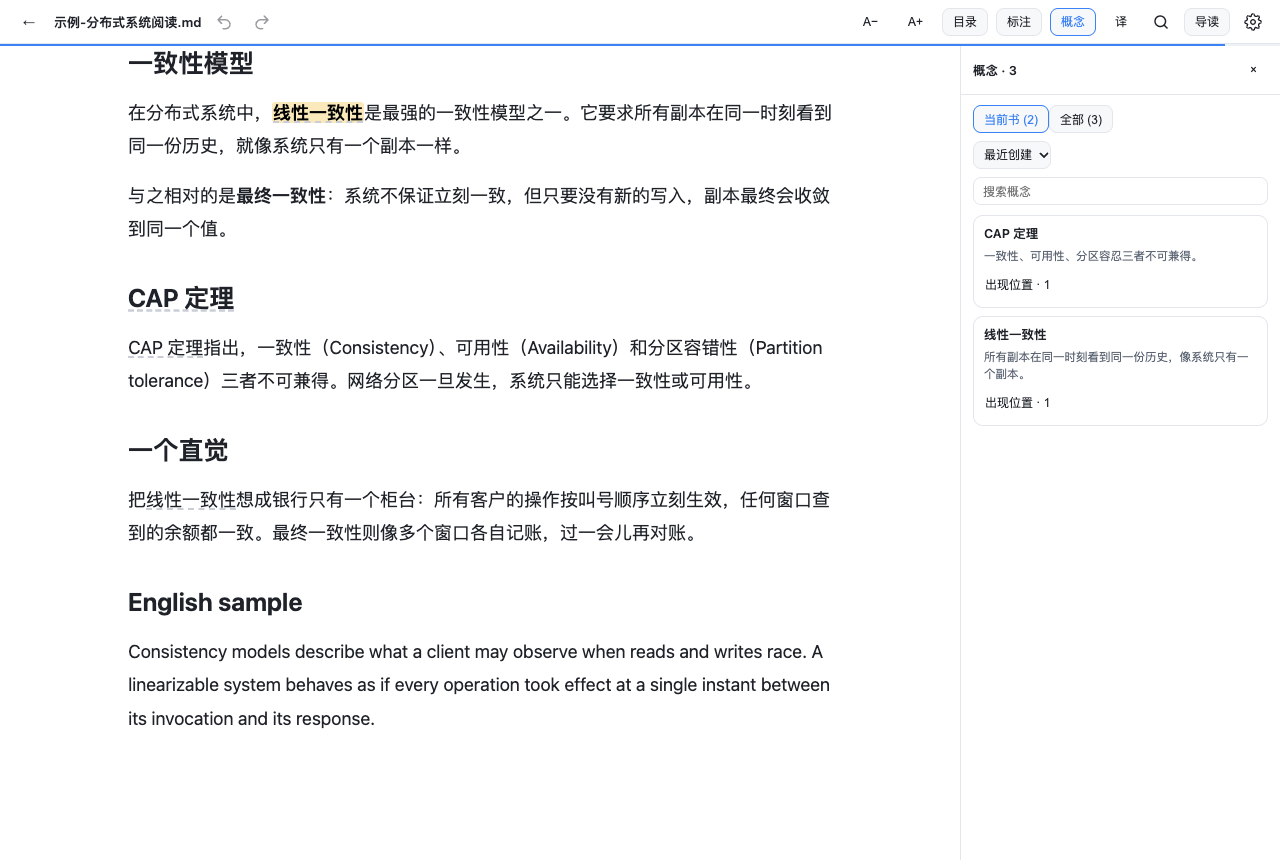 ← 示例-分布式系统阅读.md
A− A+ 目录 标注 概念 译 导读
一致性模型
在分布式系统中，线性一致性是最强的一致性模型之一。它要求所有副本在同一时刻看到
同一份历史，就像系统只有一个副本一样。
与之相对的是最终一致性：系统不保证立刻一致，但只要没有新的写入，副本最终会收敛
到同一个值。
CAP 定理
CAP 定理指出，一致性（Consistency）、可用性（Availability）和分区容错性（Partition
tolerance）三者不可兼得。网络分区一旦发生，系统只能选择一致性或可用性。
一个直觉
把线性一致性想成银行只有一个柜台：所有客户的操作按叫号顺序立刻生效，任何窗口查
到的余额都一致。最终一致性则像多个窗口各自记账，过一会儿再对账。
English sample
Consistency models describe what a client may observe when reads and writes race. A
linearizable system behaves as if every operation took effect at a single instant between
its invocation and its response.
概念 · 3 ×
当前书 (2) 全部 (3)
最近创建
搜索概念
CAP 定理
一致性、可用性、分区容忍三者不可兼得。
出现位置 · 1
线性一致性
所有副本在同一时刻看到同一份历史，像系统只有一
个副本。
出现位置 · 1